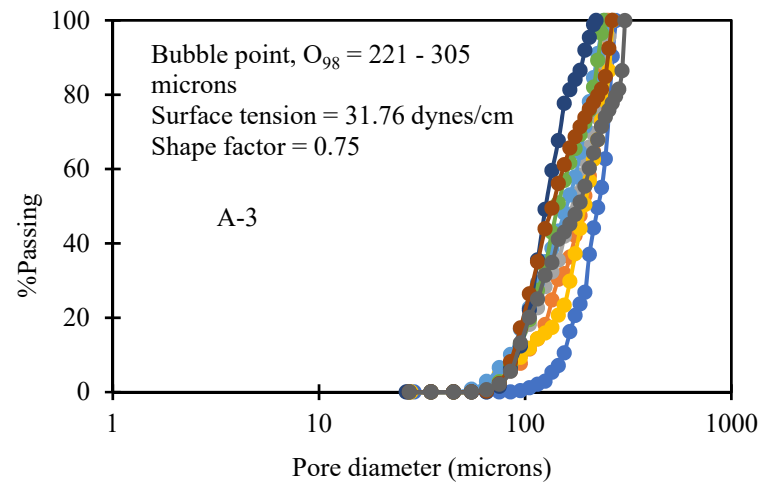 100
80
60
40
20
0
%Passing
Bubble point, O98 = 221 - 305
microns
Surface tension = 31.76 dynes/cm
Shape factor = 0.75
A-3
1 10 100 1000
Pore diameter (microns)